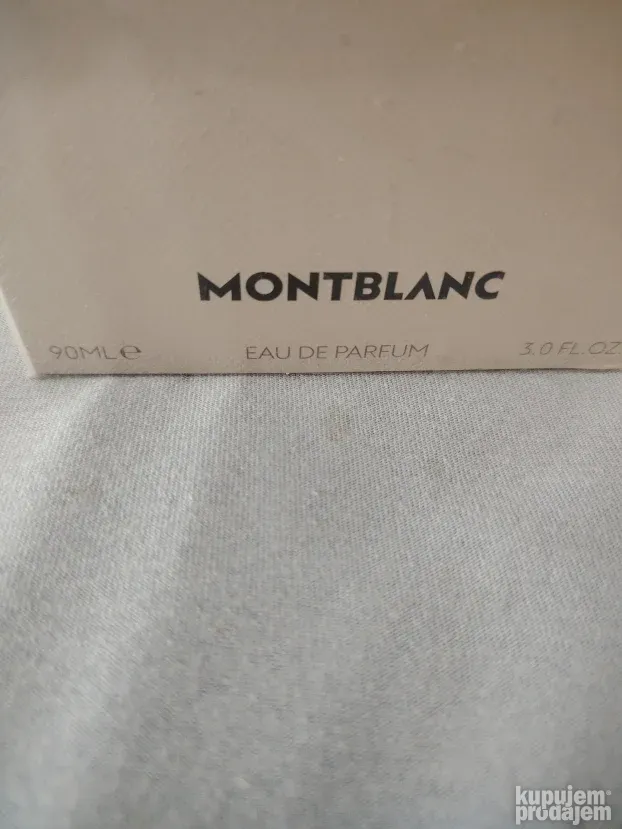 MONTBLANC
90ML℮ EAU DE PARFUM 3.0 FL.OZ
kupujem
prodajem